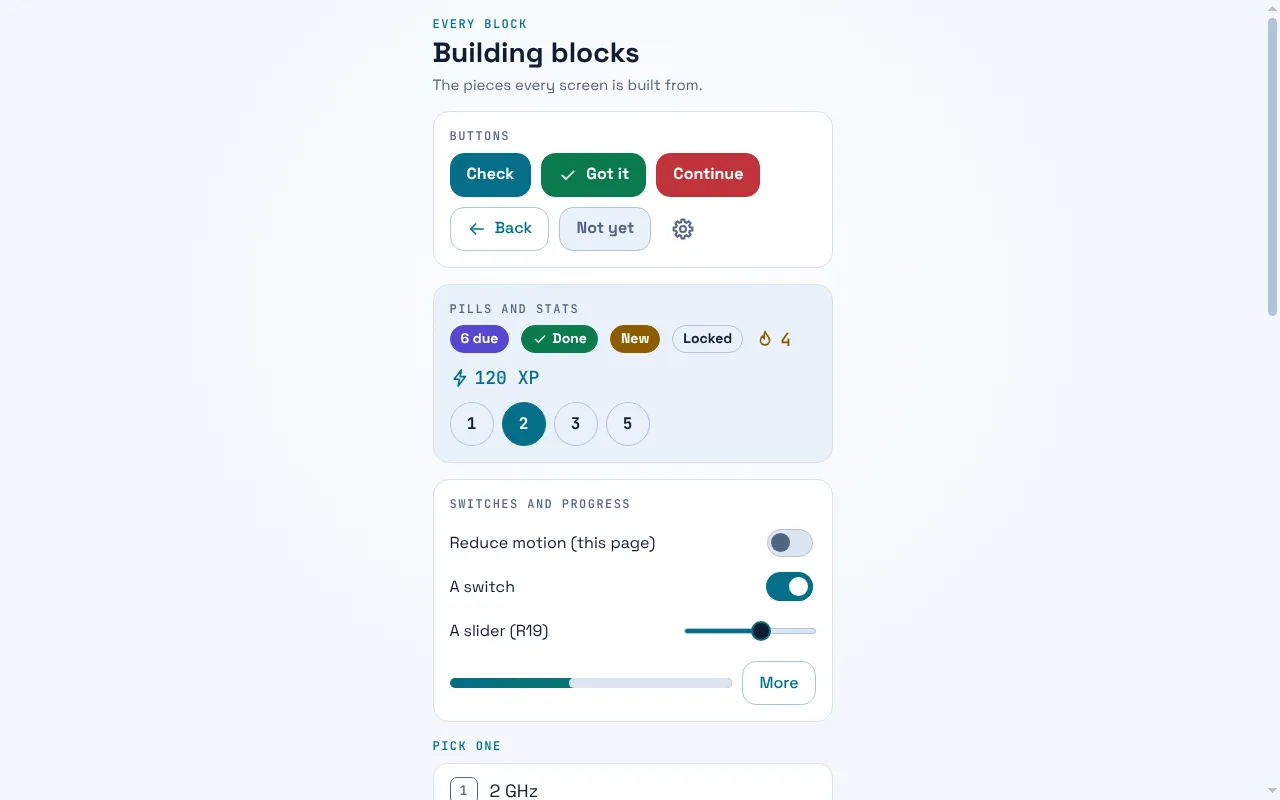 EVERY BLOCK
Building blocks
The pieces every screen is built from.
BUTTONS
Check Got it Continue
Back Not yet
PILLS AND STATS
6 due Done New Locked 4
120 XP
1 2 3 5
SWITCHES AND PROGRESS
Reduce motion (this page)
A switch
A slider (R19)
More
PICK ONE
1 2 GHz